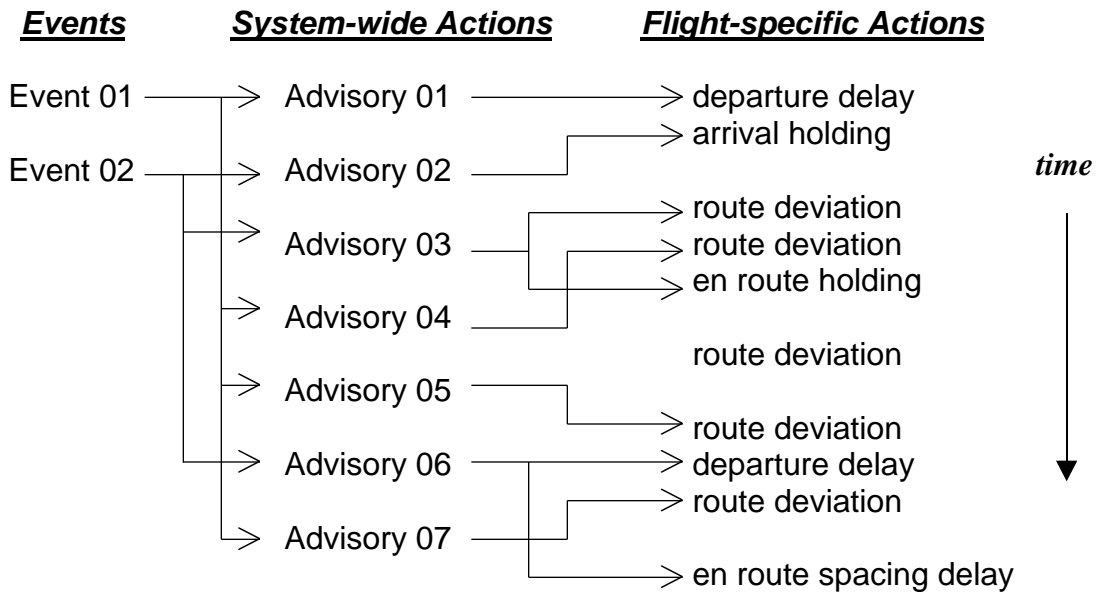 Events System-wide Actions Flight-specific Actions
Event 01 Advisory 01 departure delay
arrival holding
Event 02 Advisory 02 time
route deviation
Advisory 03 route deviation
en route holding
Advisory 04
route deviation
Advisory 05
route deviation
Advisory 06 departure delay
route deviation
Advisory 07
en route spacing delay